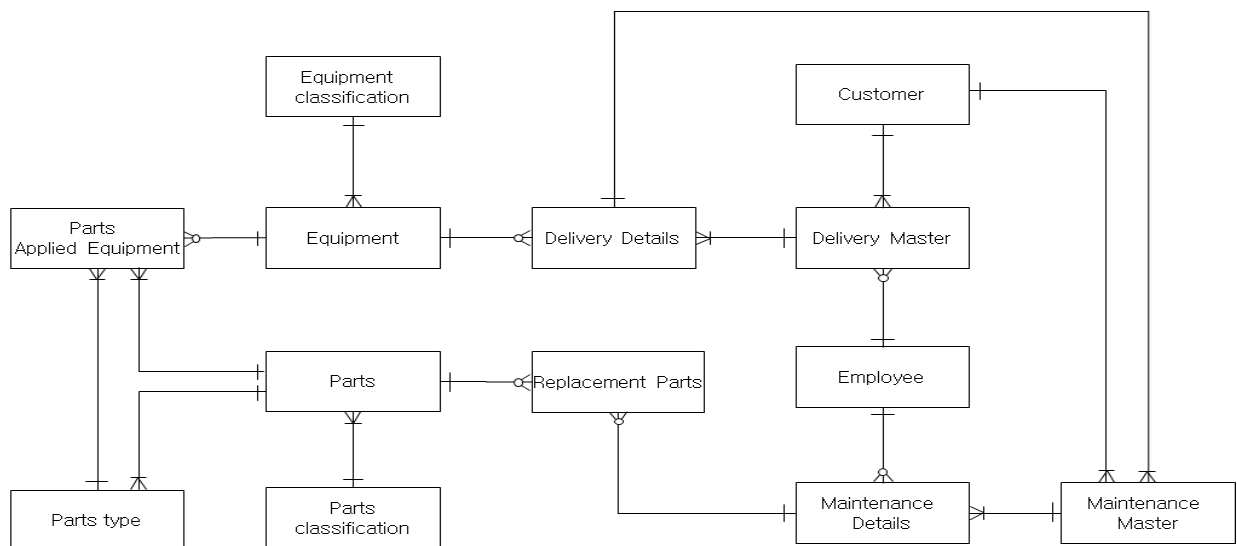 Equipment
classification
Customer
Parts
Applied Equipment
Equipment
Delivery Details
Delivery Master
Parts
Replacement Parts
Employee
Parts type
Parts
classification
Maintenance
Details
Maintenance
Master